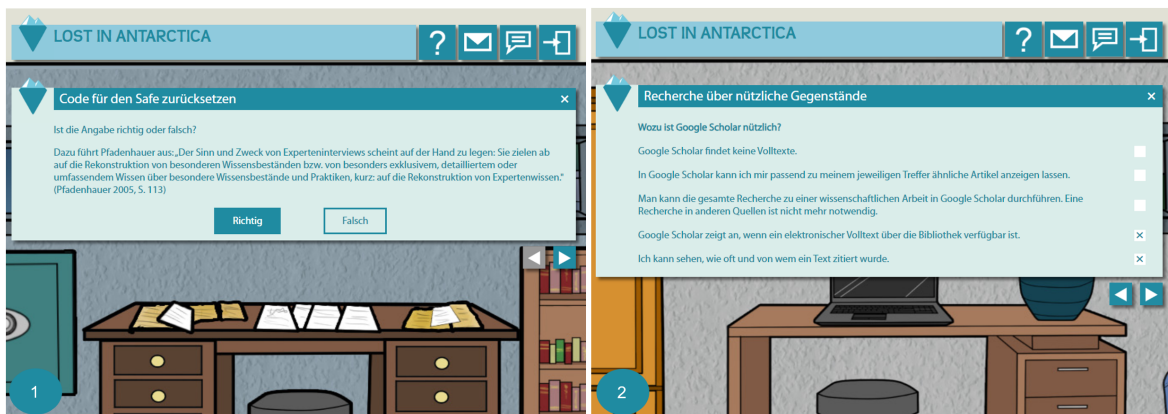 LOST IN ANTARCTICA
?
Code für den Safe zurücksetzen
×
Ist die Angabe richtig oder falsch?
Dazu führt Pfadenhauer aus: „Der Sinn und Zweck von Experteninterviews scheint auf der Hand zu legen: Sie zielen ab
auf die Rekonstruktion von besonderen Wissensbeständen bzw. von besonders exklusivem, detailliertem oder
umfassendem Wissen über besondere Wissensbestände und Praktiken, kurz: auf die Rekonstruktion von Expertenwissen."
(Pfadenhauer 2005, S. 113)
Richtig
Falsch
1
LOST IN ANTARCTICA
?
Recherche über nützliche Gegenstände
×
Wozu ist Google Scholar nützlich?
Google Scholar findet keine Volltexte.
In Google Scholar kann ich mir passend zu meinem jeweiligen Treffer ähnliche Artikel anzeigen lassen.
Man kann die gesamte Recherche zu einer wissenschaftlichen Arbeit in Google Scholar durchführen. Eine
Recherche in anderen Quellen ist nicht mehr notwendig.
Google Scholar zeigt an, wenn ein elektronischer Volltext über die Bibliothek verfügbar ist.
×
Ich kann sehen, wie oft und von wem ein Text zitiert wurde.
×
2